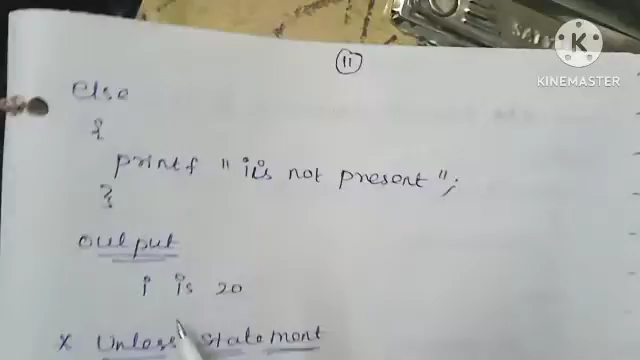 11
KINEMASTER
else
{
printf "i is not present";
}
output
i is 20
x Unless Statement